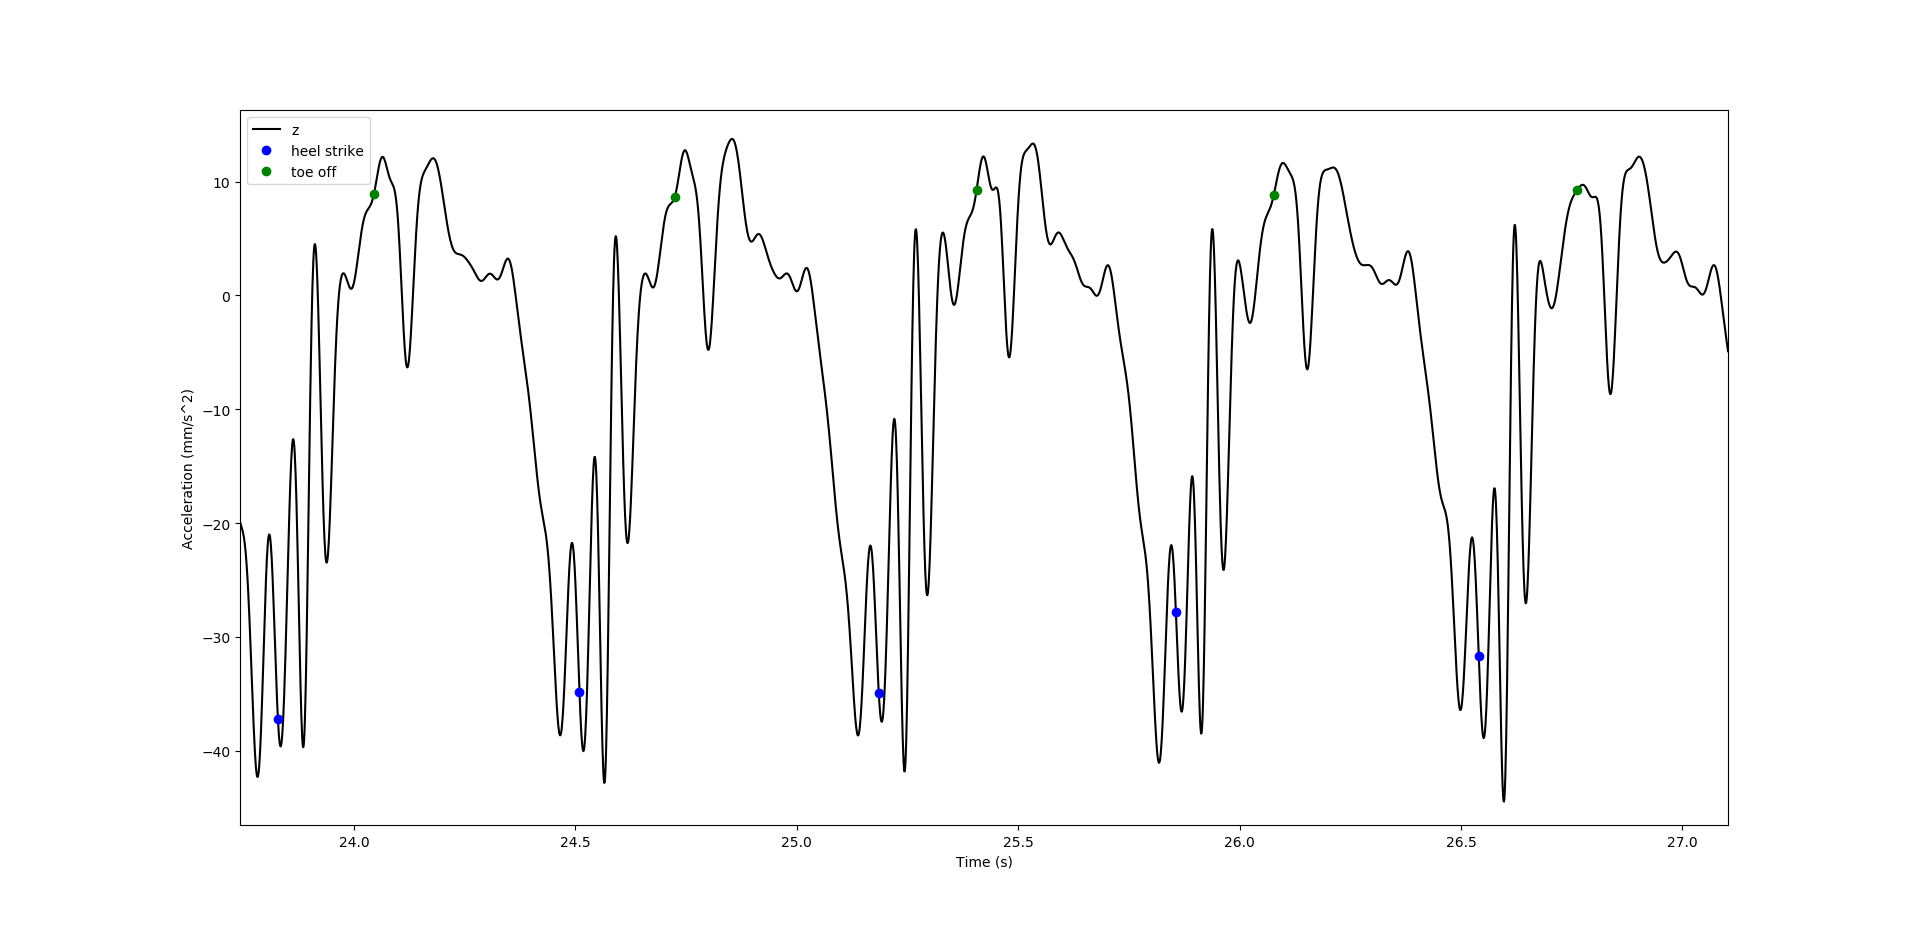 z
heel strike
toe off
10
0
−10
−20
−30
−40
Acceleration (mm/s^2)
24.0 24.5 25.0 25.5 26.0 26.5 27.0
Time (s)